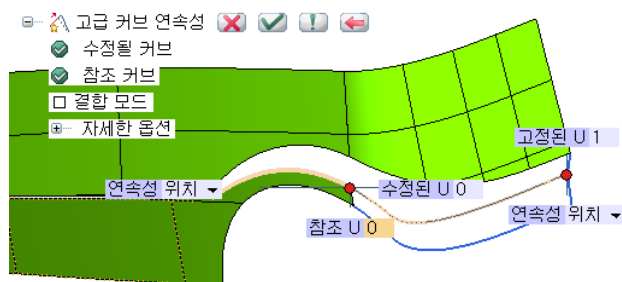 고급 커브 연속성
수정될 커브
참조 커브
결합 모드
자세한 옵션
고정된 U 1
연속성 위치
수정된 U 0
연속성 위치
참조 U 0